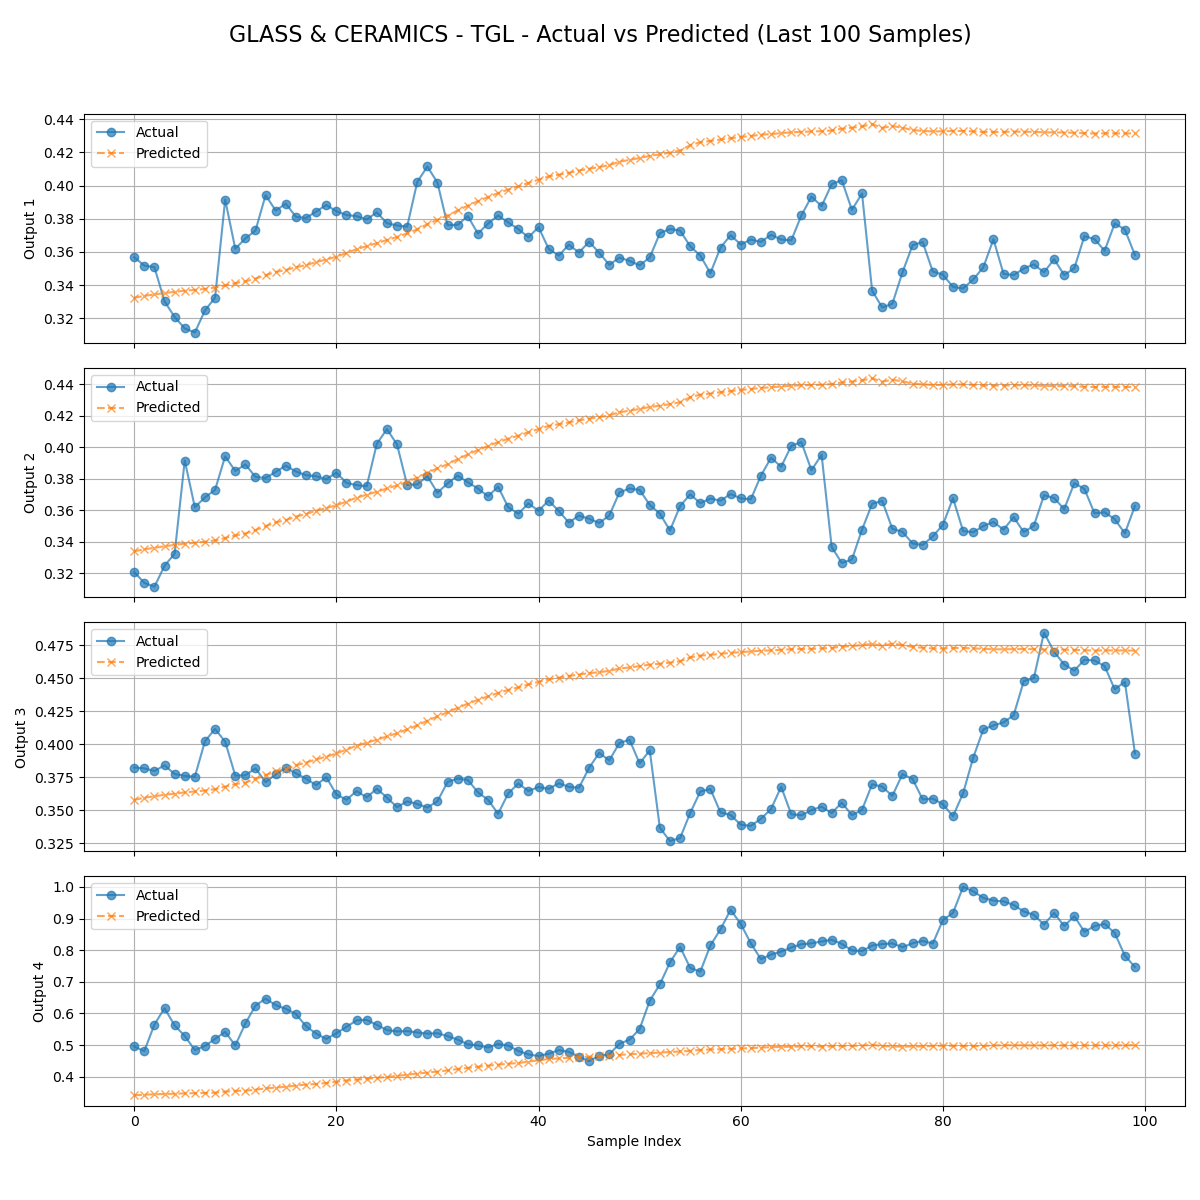 GLASS & CERAMICS - TGL - Actual vs Predicted (Last 100 Samples)
0.44
0.42
0.40
0.38
0.36
0.34
0.32
Output 1
Actual
Predicted
0.44
0.42
0.40
0.38
0.36
0.34
0.32
Output 2
Actual
Predicted
0.475
0.450
0.425
0.400
0.375
0.350
0.325
Output 3
Actual
Predicted
1.0
0.9
0.8
0.7
0.6
0.5
0.4
Output 4
Actual
Predicted
0 20 40 60 80 100
Sample Index